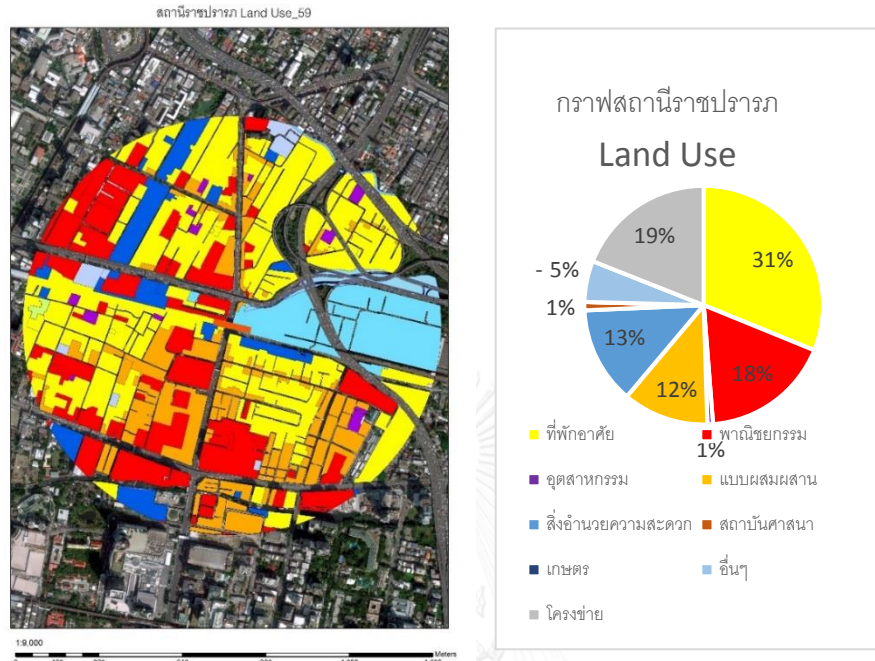 สถานีราชปรารภ Land Use_59
1:9,000
Meters
กราฟสถานีราชปรารภ
Land Use
19%
31%
- 5%
1%
13%
12%
18%
1%
ที่พักอาศัย
พาณิชยกรรม
อุตสาหกรรม
แบบผสมผสาน
สิ่งอำนวยความสะดวก
สถาบันศาสนา
เกษตร
อื่นๆ
โครงข่าย